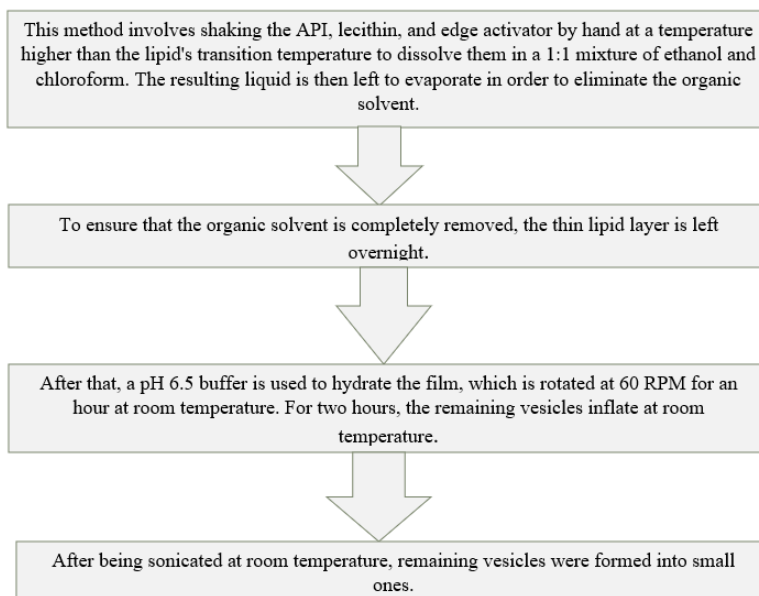 This method involves shaking the API, lecithin, and edge activator by hand at a temperature
higher than the lipid's transition temperature to dissolve them in a 1:1 mixture of ethanol and
chloroform. The resulting liquid is then left to evaporate in order to eliminate the organic
solvent.
To ensure that the organic solvent is completely removed, the thin lipid layer is left
overnight.
After that, a pH 6.5 buffer is used to hydrate the film, which is rotated at 60 RPM for an
hour at room temperature. For two hours, the remaining vesicles inflate at room
temperature.
After being sonicated at room temperature, remaining vesicles were formed into small
ones.